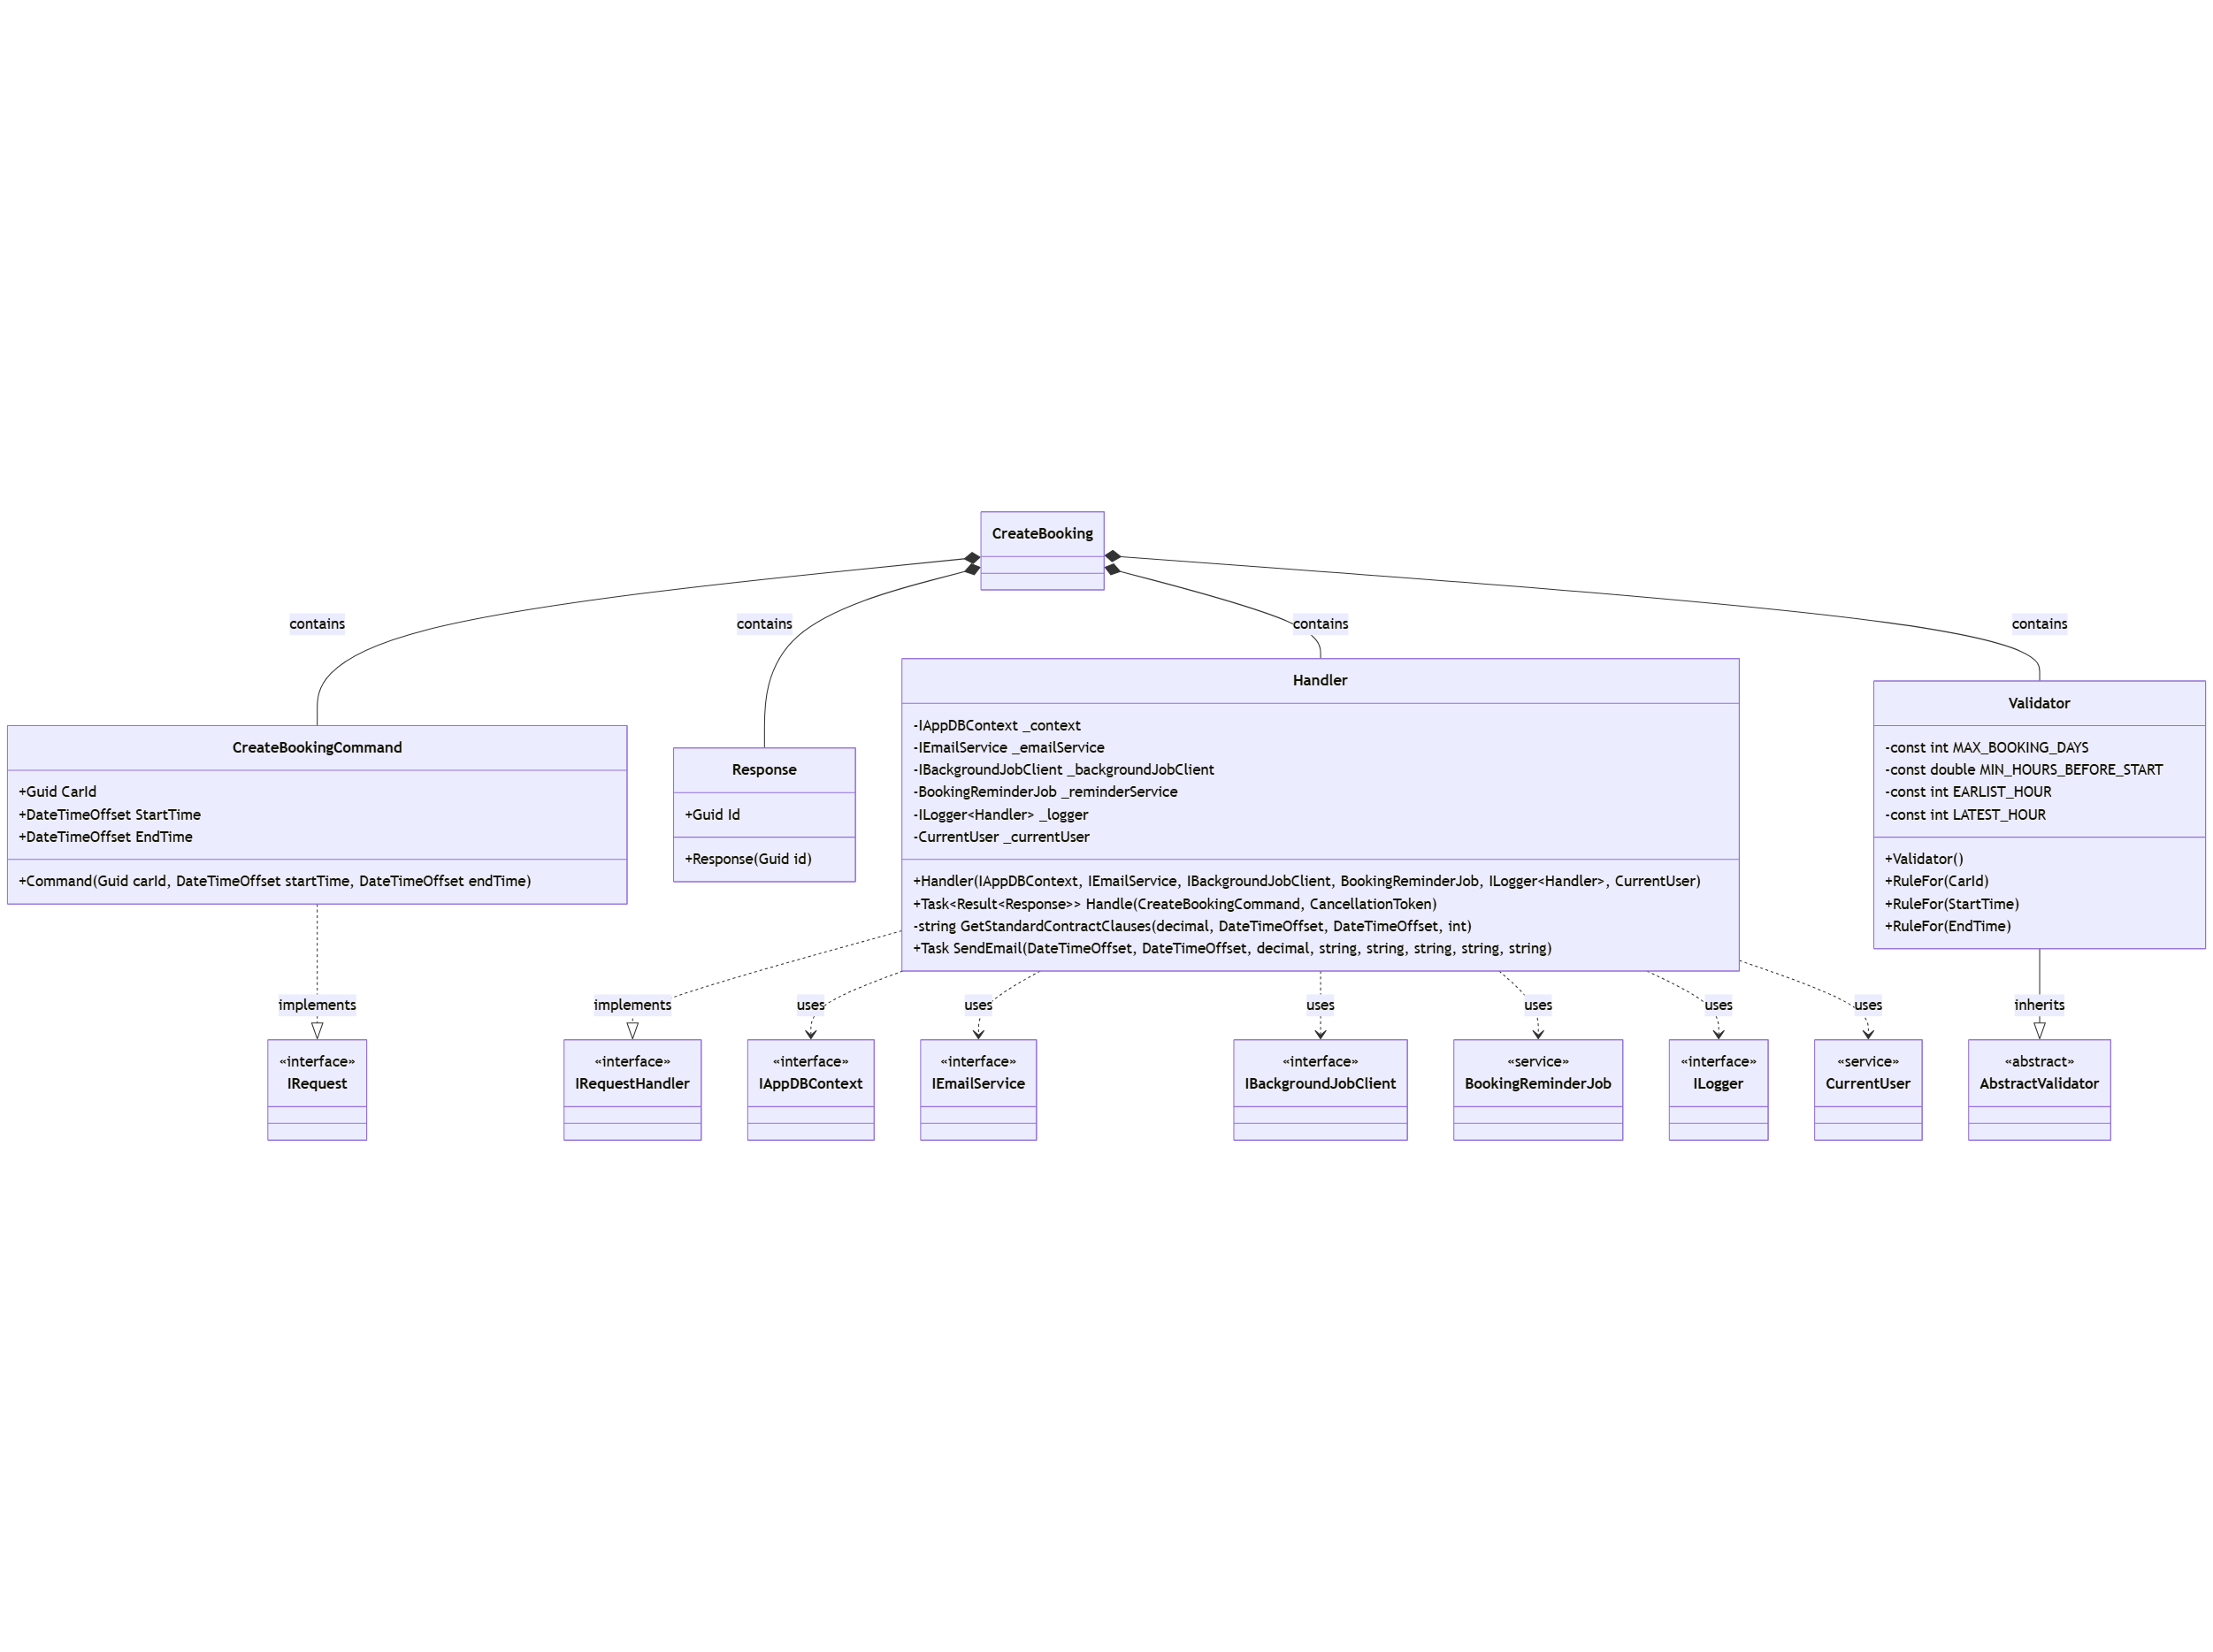 CreateBooking
contains
contains
contains
contains
CreateBookingCommand
+Guid CarId
+DateTimeOffset StartTime
+DateTimeOffset EndTime
+Command(Guid carId, DateTimeOffset startTime, DateTimeOffset endTime)
Response
+Guid Id
+Response(Guid id)
Handler
-IAppDBContext _context
-IEmailService _emailService
-IBackgroundJobClient _backgroundJobClient
-BookingReminderJob _reminderService
-ILogger<Handler> _logger
-CurrentUser _currentUser
+Handler(IAppDBContext, IEmailService, IBackgroundJobClient, BookingReminderJob, ILogger<Handler>, CurrentUser)
+Task<Result<Response>> Handle(CreateBookingCommand, CancellationToken)
-string GetStandardContractClauses(decimal, DateTimeOffset, DateTimeOffset, int)
+Task SendEmail(DateTimeOffset, DateTimeOffset, decimal, string, string, string, string, string)
Validator
-const int MAX_BOOKING_DAYS
-const double MIN_HOURS_BEFORE_START
-const int EARLIST_HOUR
-const int LATEST_HOUR
+Validator()
+RuleFor(CarId)
+RuleFor(StartTime)
+RuleFor(EndTime)
implements
implements
uses
uses
uses
uses
uses
uses
inherits
«interface»
IRequest
«interface»
IRequestHandler
«interface»
IAppDBContext
«interface»
IEmailService
«interface»
IBackgroundJobClient
«service»
BookingReminderJob
«interface»
ILogger
«service»
CurrentUser
«abstract»
AbstractValidator